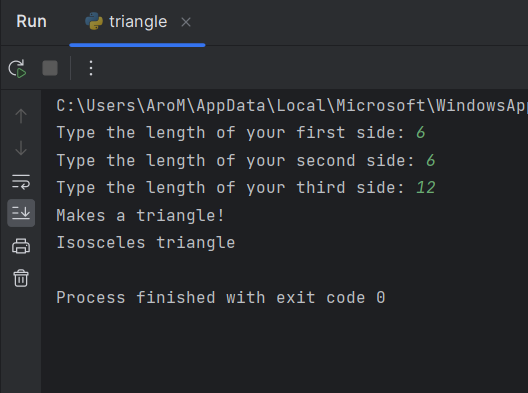 Run
triangle
C:\Users\AroM\AppData\Local\Microsoft\WindowsApp
Type the length of your first side: 6
Type the length of your second side: 6
Type the length of your third side: 12
Makes a triangle!
Isosceles triangle
Process finished with exit code 0